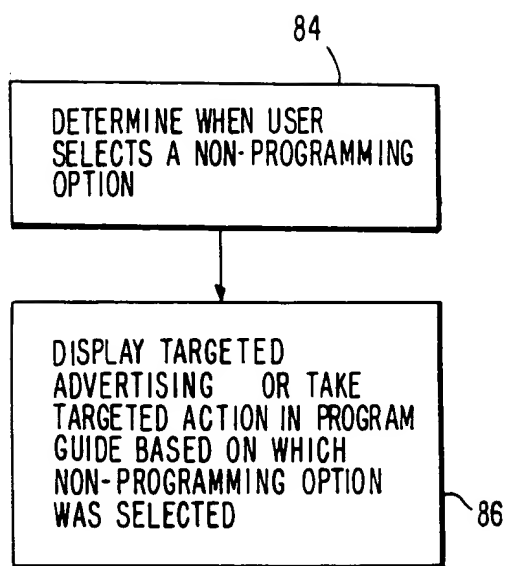 84
DETERMINE WHEN USER
SELECTS A NON-PROGRAMMING
OPTION
DISPLAY TARGETED
ADVERTISING OR TAKE
TARGETED ACTION IN PROGRAM
GUIDE BASED ON WHICH
NON-PROGRAMMING OPTION
WAS SELECTED
86